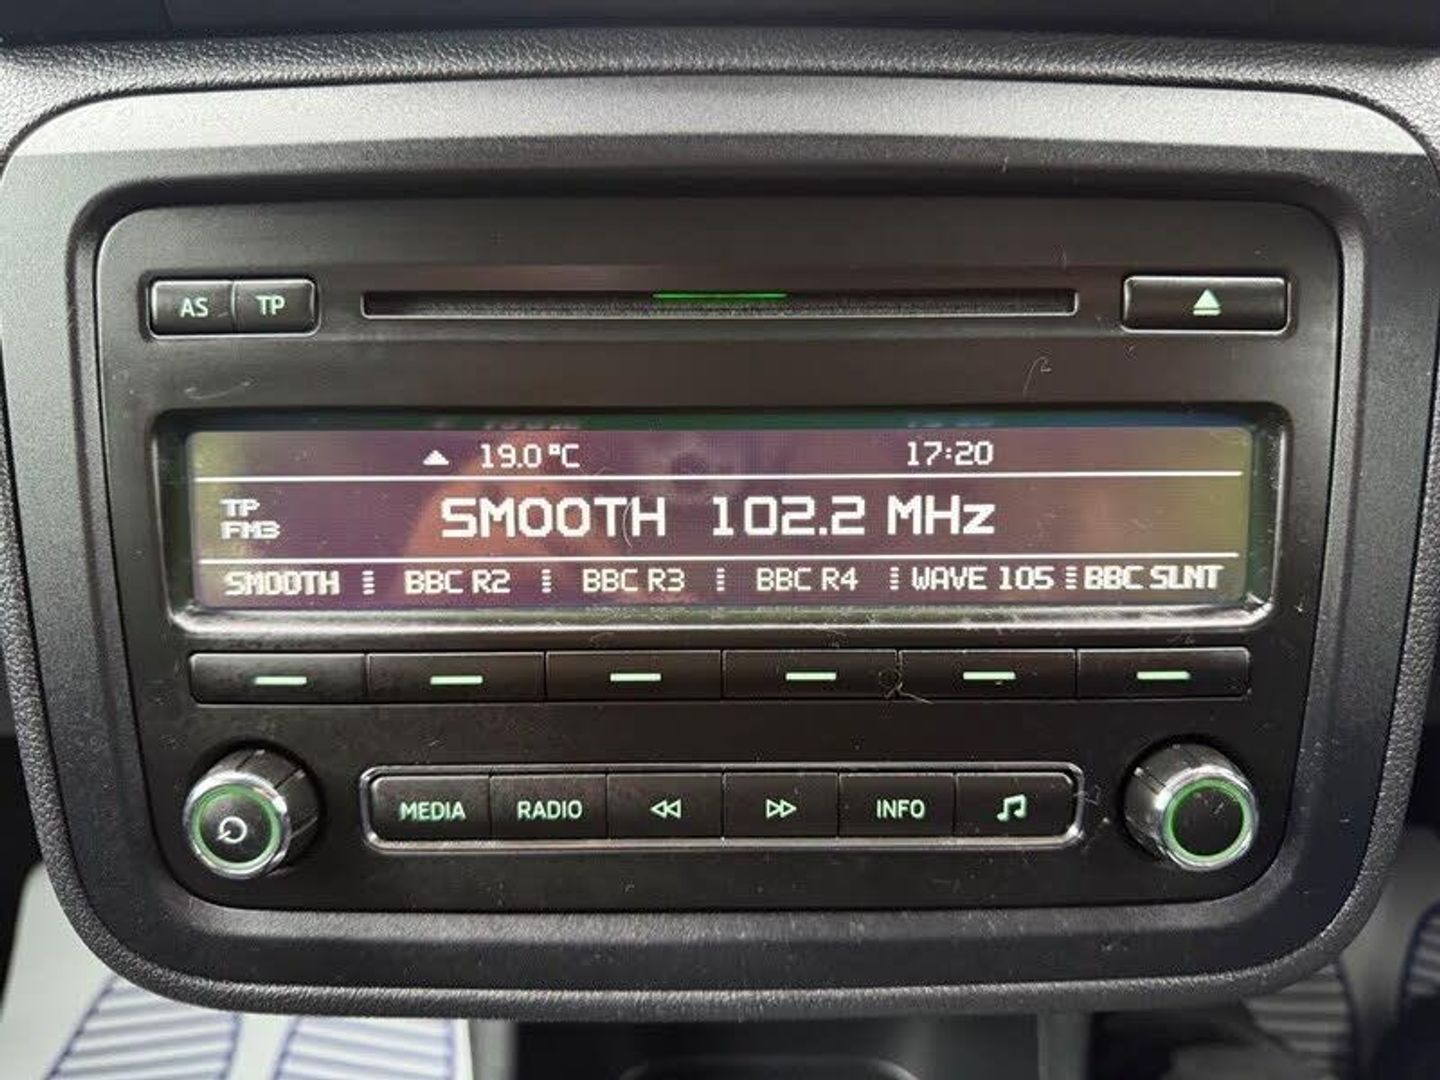 AS TP
19.0 °C 17:20
TP
FM3
SMOOTH 102.2 MHz
SMOOTH BBC R2 BBC R3 BBC R4 WAVE 105 BBC SLNT
MEDIA RADIO INFO